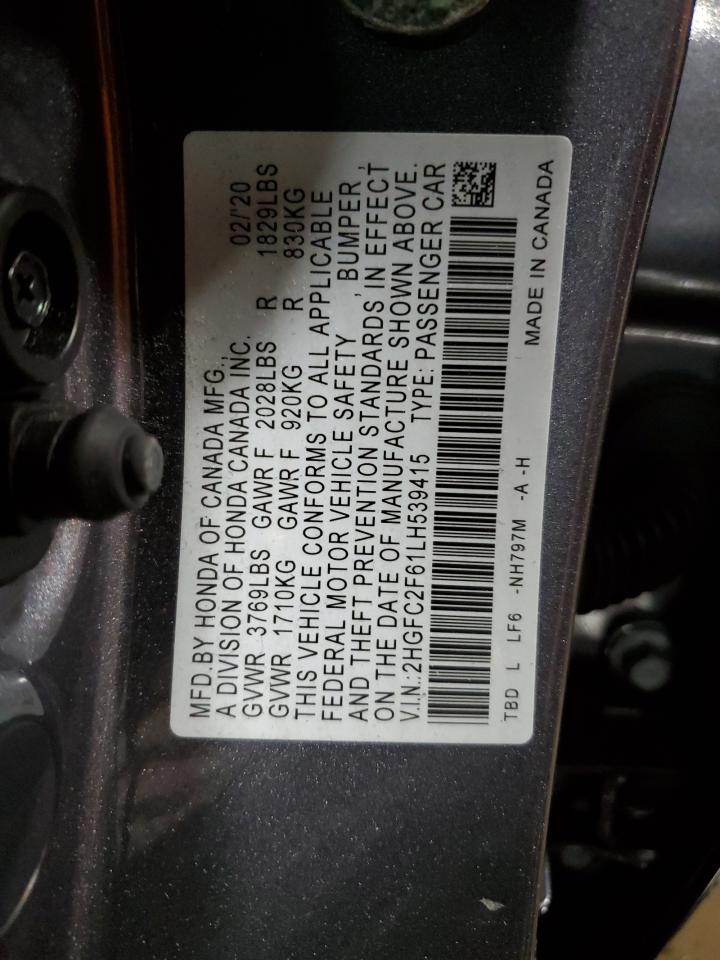 MFD.BY HONDA OF CANADA MFG.,
A DIVISION OF HONDA CANADA INC. 02/'20
GVWR 3769LBS GAWR F 2028LBS R 1829LBS
GVWR 1710KG GAWR F 920KG R 830KG
THIS VEHICLE CONFORMS TO ALL APPLICABLE
FEDERAL MOTOR VEHICLE SAFETY , BUMPER ,
AND THEFT PREVENTION STANDARDS, IN EFFECT
ON THE DATE OF MANUFACTURE SHOWN ABOVE.
V.I.N.:2HGFC2F61LH539415 TYPE: PASSENGER CAR
TBD L LF6 -NH797M -A -H MADE IN CANADA